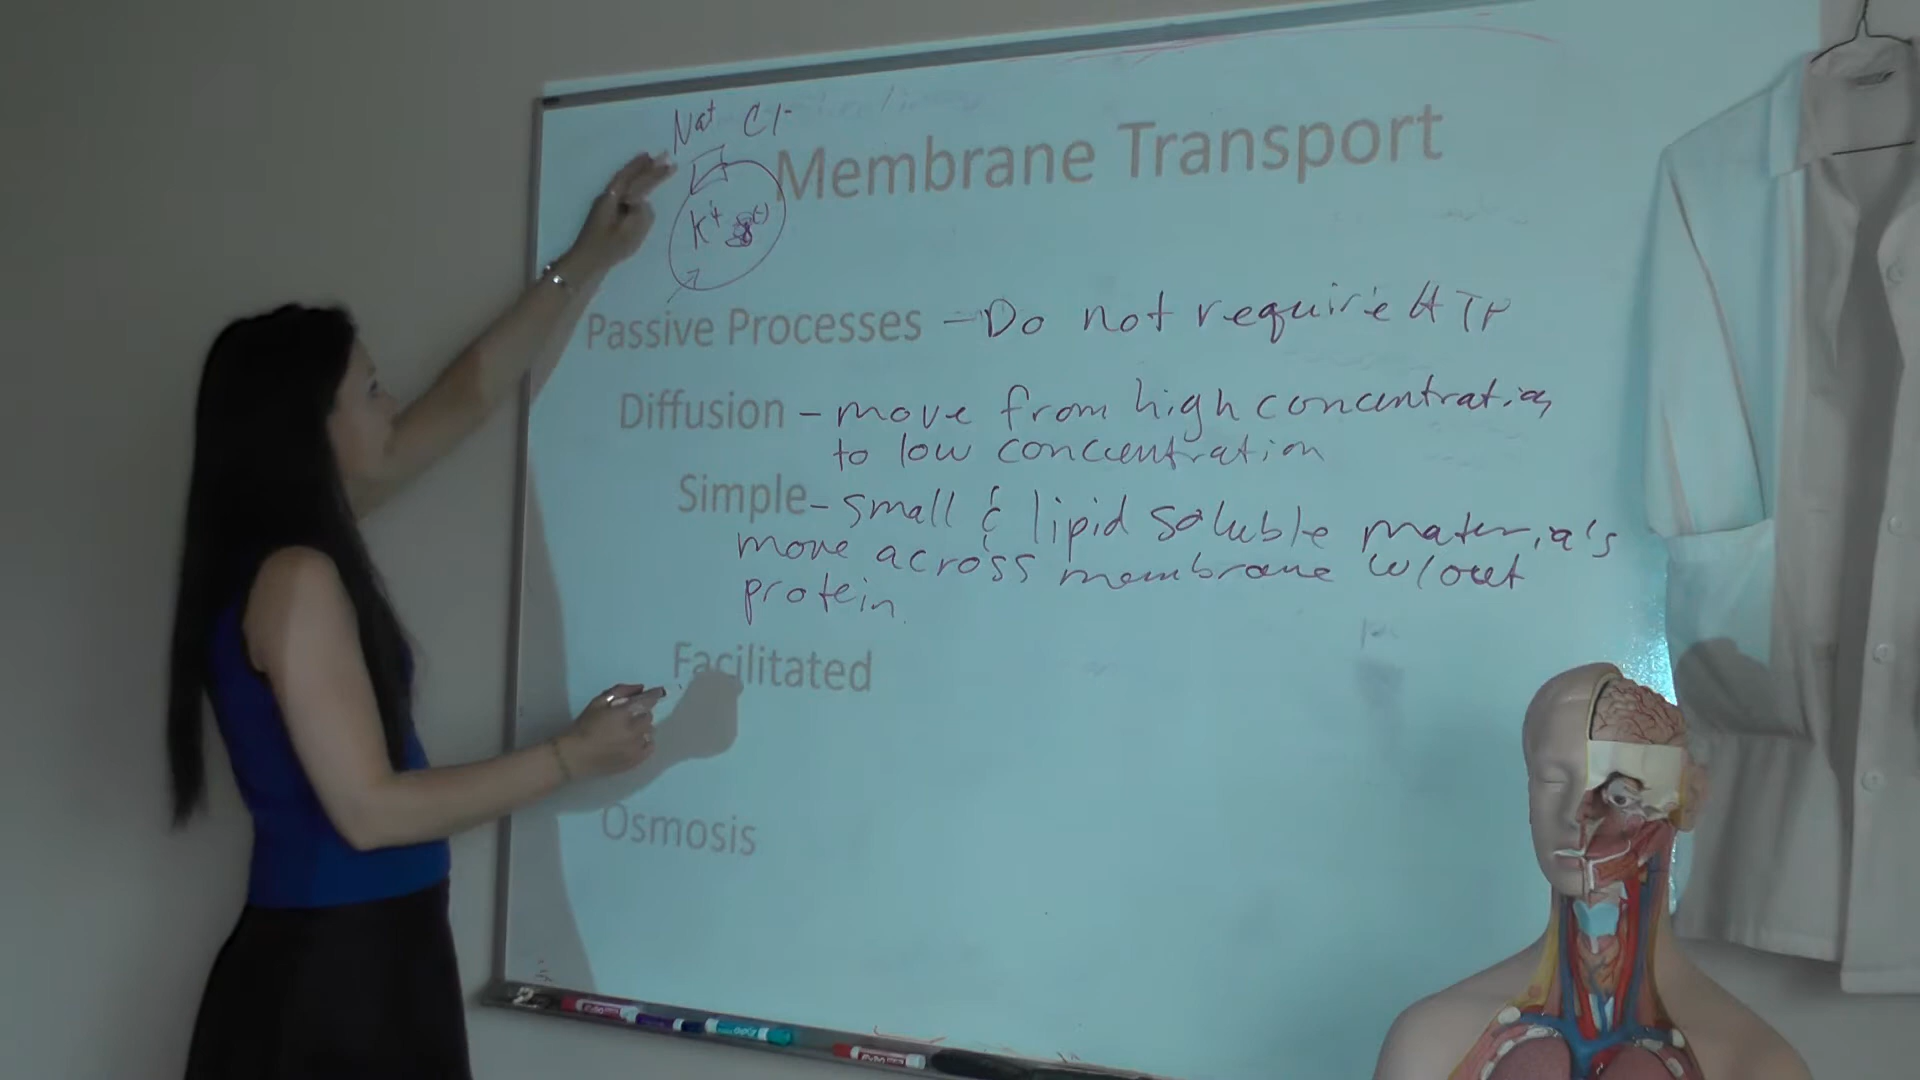 Na+ Cl-
Membrane Transport
K+ (-)
Passive Processes - Do not require ATP
Diffusion - move from high concentration
to low concentration
Simple - small & lipid soluble materials
move across membrane w/out
protein.
Facilitated
Osmosis